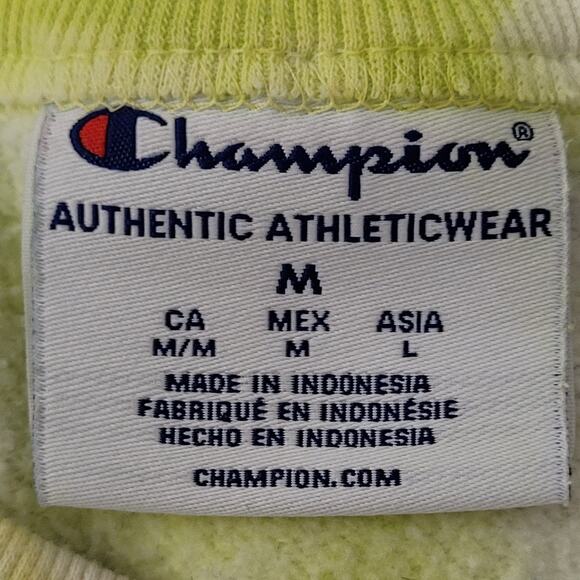 Champion®
AUTHENTIC ATHLETICWEAR
M
CA MEX ASIA
M/M M L
MADE IN INDONESIA
FABRIQUÉ EN INDONÉSIE
HECHO EN INDONESIA
CHAMPION.COM